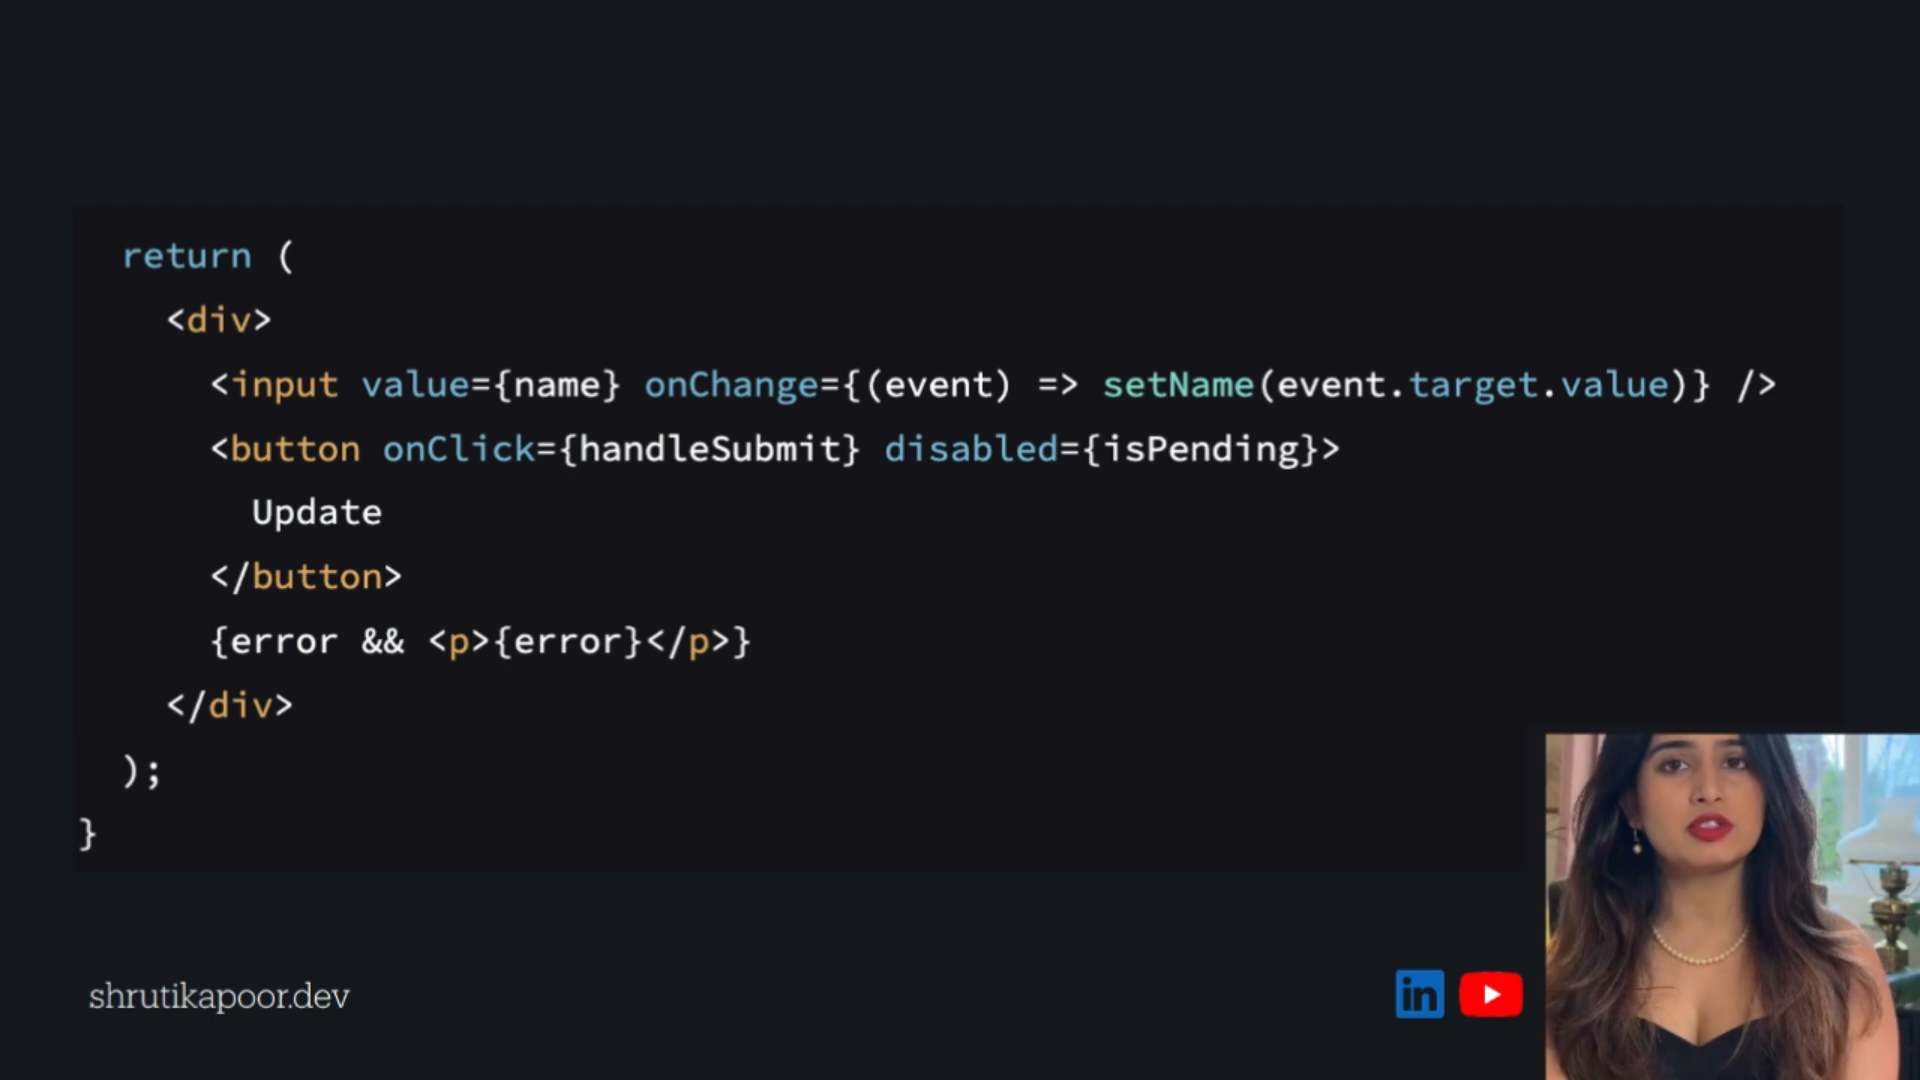 return (
<div>
<input value={name} onChange={(event) => setName(event.target.value)} />
<button onClick={handleSubmit} disabled={isPending}>
Update
</button>
{error && <p>{error}</p>}
</div>
);
}
shrutikapoor.dev
in